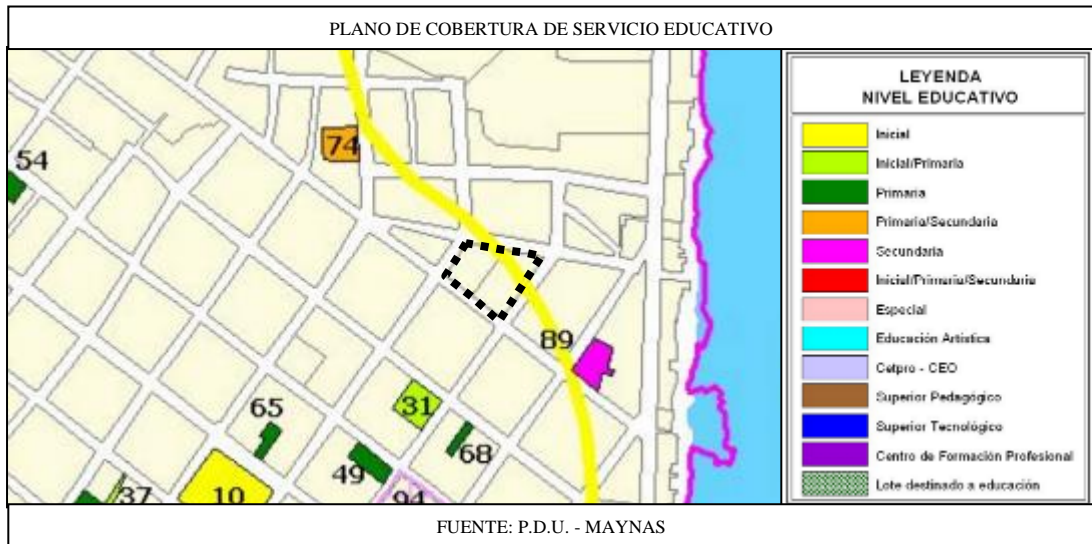 PLANO DE COBERTURA DE SERVICIO EDUCATIVO
74
54
89
31
65
68
49
37
10
94
LEYENDA
NIVEL EDUCATIVO
Inicial
Inicial/Primaria
Primaria
Primaria/Secundaria
Secundaria
Inicial/Primaria/Secundaria
Especial
Educación Artística
Cetpro - CEO
Superior Pedagógico
Superior Tecnológico
Centro de Formación Profesional
Lote destinado a educación
FUENTE: P.D.U. - MAYNAS